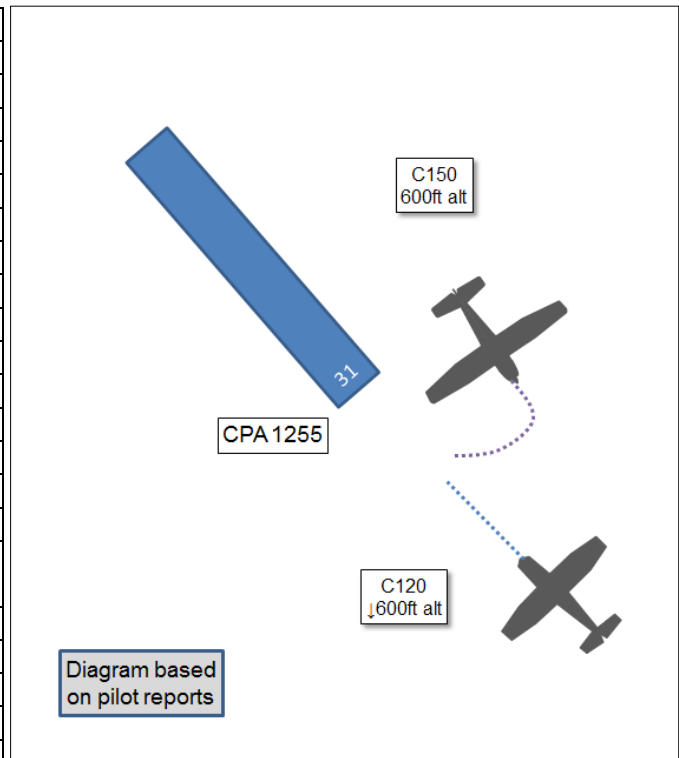 C150
600ft alt
31
CPA 1255
C120
↓600ft alt
Diagram based
on pilot reports